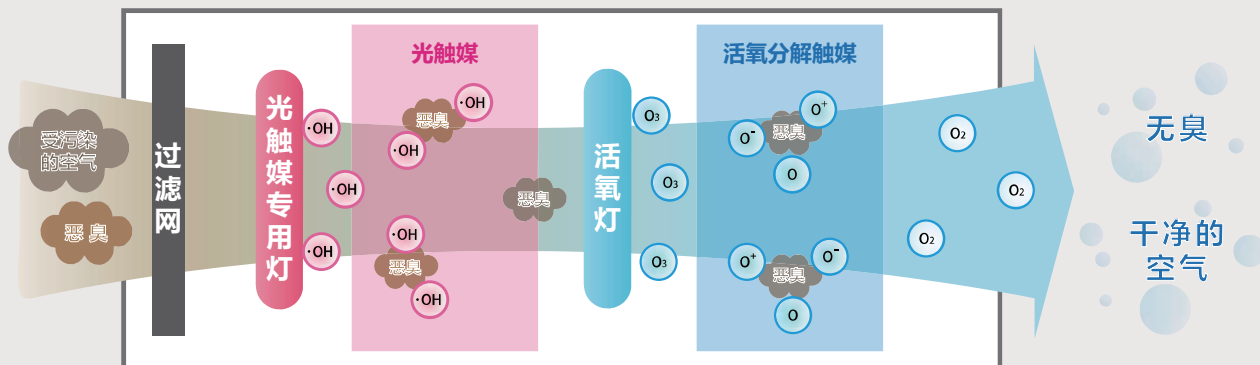 受污染
的空气
恶 臭
过滤网
光触媒专用灯
·OH
·OH
·OH
光触媒
·OH
恶臭
·OH
·OH
恶臭
·OH
恶臭
活氧灯
O₃
O₃
O₃
活氧分解触媒
O⁺
O⁻
恶臭
O
O⁺
O⁻
恶臭
O
O₂
O₂
O₂
无臭
干净的
空气